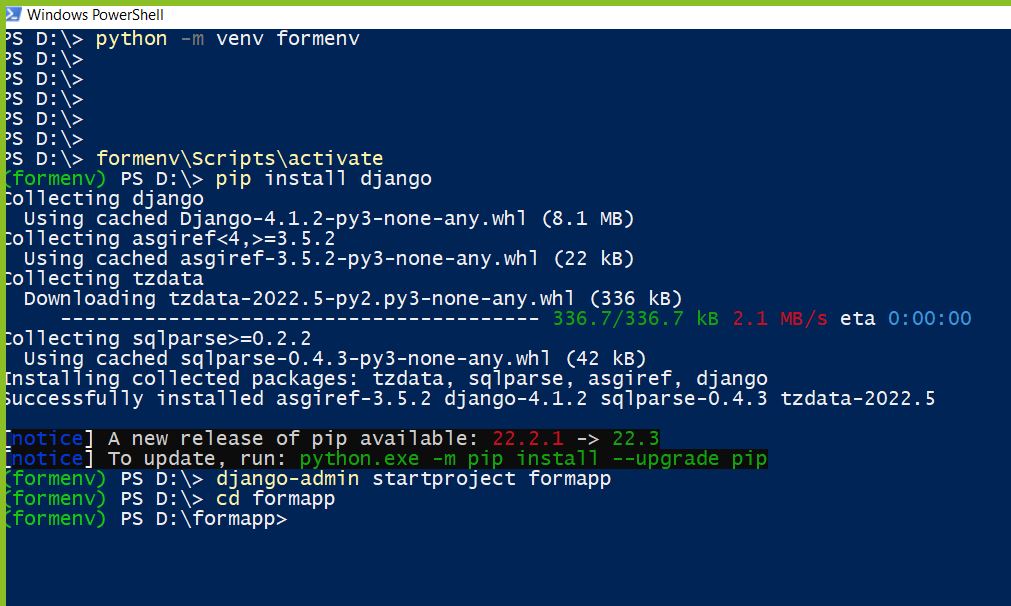 Windows PowerShell
PS D:\> python -m venv formenv
PS D:\>
PS D:\>
PS D:\>
PS D:\>
PS D:\>
PS D:\> formenv\Scripts\activate
(formenv) PS D:\> pip install django
Collecting django
  Using cached Django-4.1.2-py3-none-any.whl (8.1 MB)
Collecting asgiref<4,>=3.5.2
  Using cached asgiref-3.5.2-py3-none-any.whl (22 kB)
Collecting tzdata
  Downloading tzdata-2022.5-py2.py3-none-any.whl (336 kB)
     ---------------------------------------- 336.7/336.7 kB 2.1 MB/s eta 0:00:00
Collecting sqlparse>=0.2.2
  Using cached sqlparse-0.4.3-py3-none-any.whl (42 kB)
Installing collected packages: tzdata, sqlparse, asgiref, django
Successfully installed asgiref-3.5.2 django-4.1.2 sqlparse-0.4.3 tzdata-2022.5
[notice] A new release of pip available: 22.2.1 -> 22.3
[notice] To update, run: python.exe -m pip install --upgrade pip
(formenv) PS D:\> django-admin startproject formapp
(formenv) PS D:\> cd formapp
(formenv) PS D:\formapp>